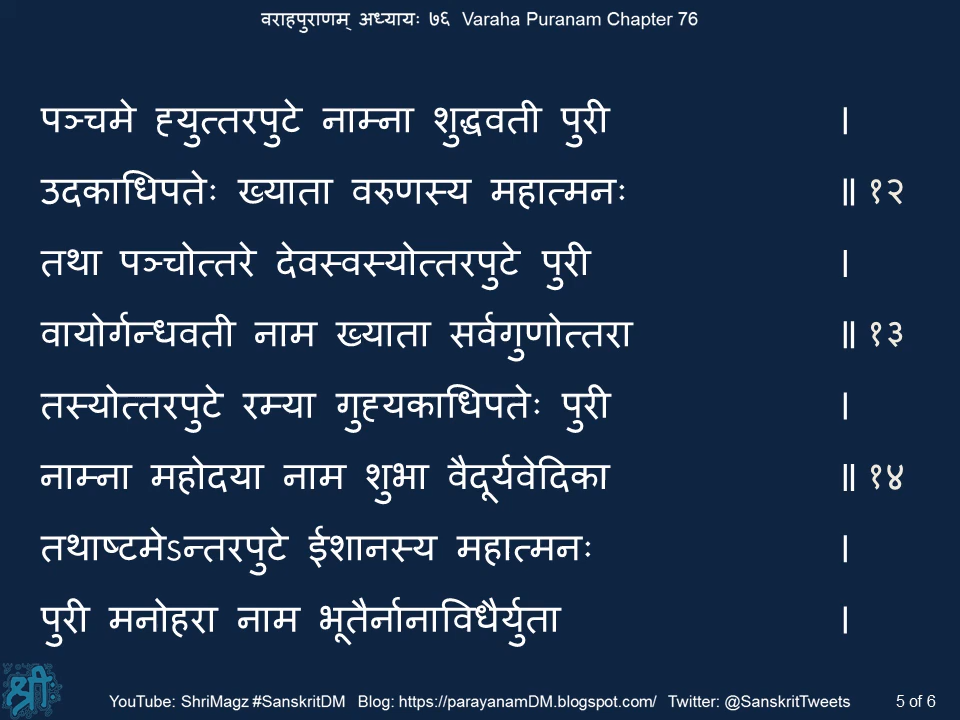 वराहपुराणम् अध्यायः ७६  Varaha Puranam Chapter 76
पञ्चमे ह्युत्तरपुटे नाम्ना शुद्धवती पुरी ।
उदकाधिपतेः ख्याता वरुणस्य महात्मनः ॥ १२
तथा पञ्चोत्तरे देवस्वस्योत्तरपुटे पुरी ।
वायोर्गन्धवती नाम ख्याता सर्वगुणोत्तरा ॥ १३
तस्योत्तरपुटे रम्या गुह्यकाधिपतेः पुरी ।
नाम्ना महोदया नाम शुभा वैदूर्यवेदिका ॥ १४
तथाष्टमेऽन्तरपुटे ईशानस्य महात्मनः ।
पुरी मनोहरा नाम भूतैर्नानाविधैर्युता ।
श्रीः
YouTube: ShriMagz #SanskritDM  Blog: https://parayanamDM.blogspot.com/  Twitter: @SanskritTweets  5 of 6